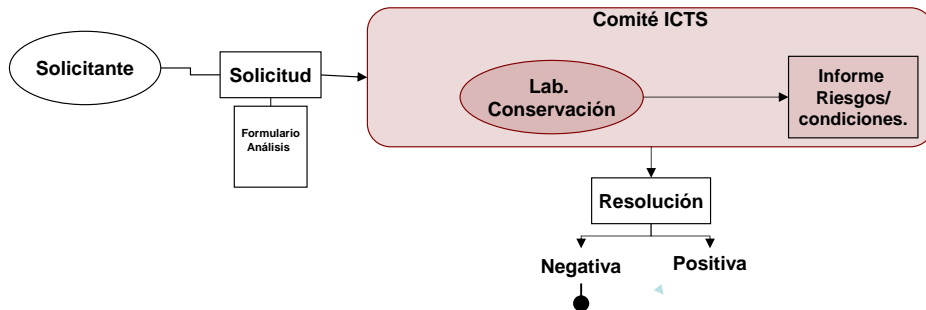 Comité ICTS
Solicitante
Solicitud
Formulario
Análisis
Lab.
Conservación
Informe
Riesgos/
condiciones.
Resolución
Negativa
Positiva